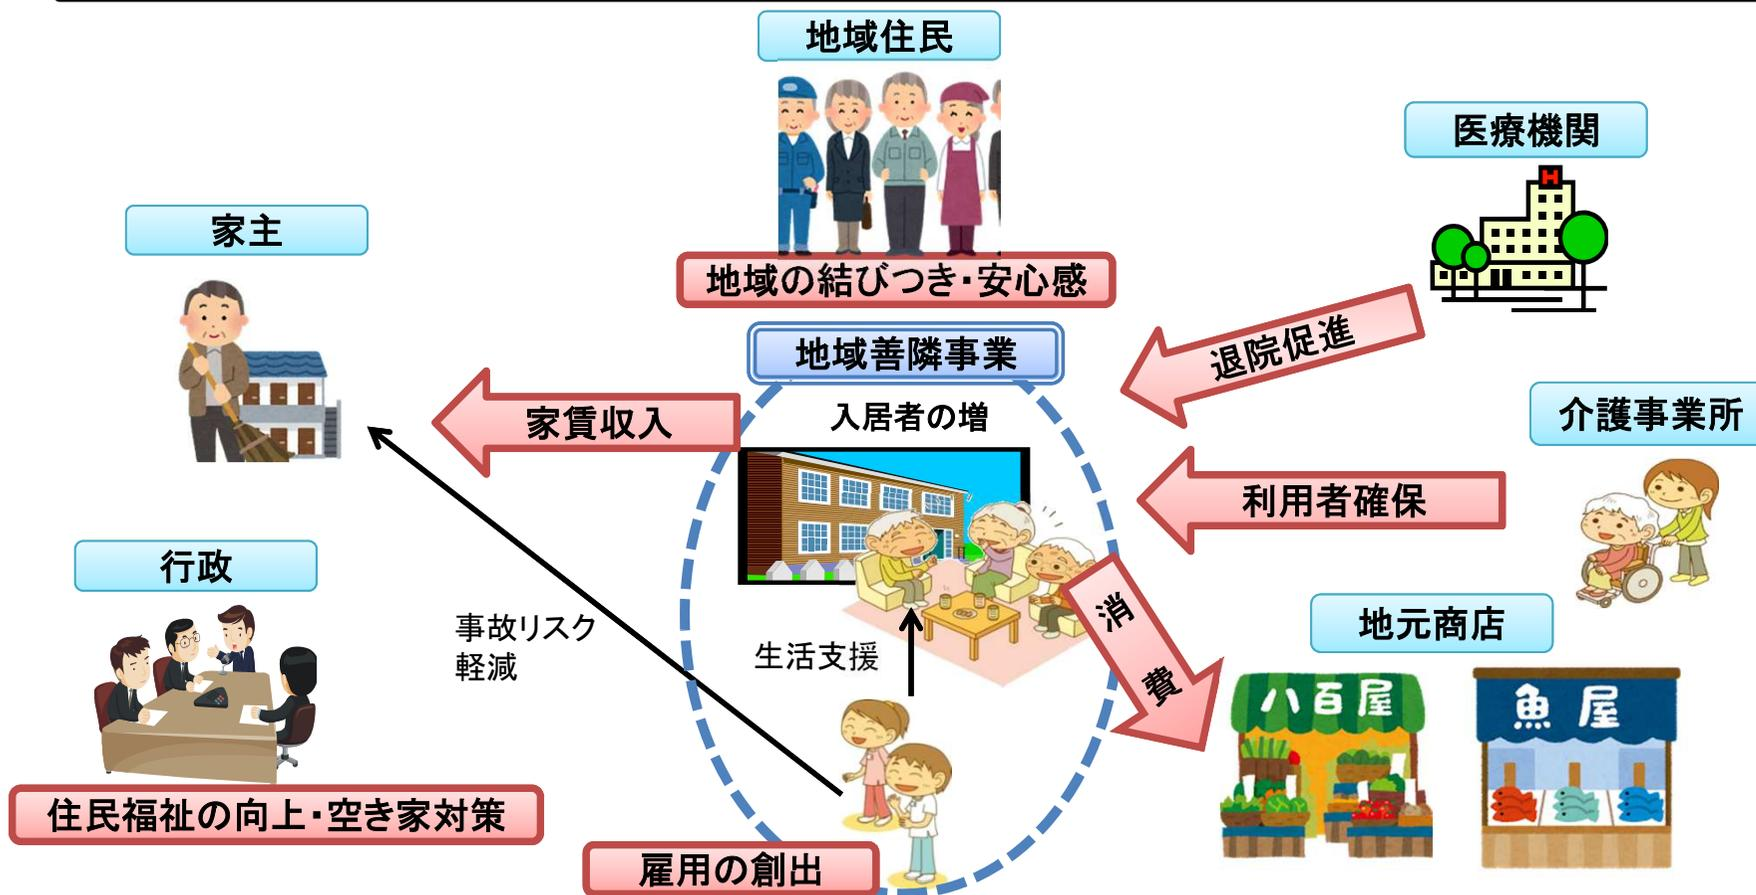 地域住民
医療機関
家主
地域の結びつき・安心感
退院促進
地域善隣事業
介護事業所
家賃収入
入居者の増
利用者確保
行政
消費
地元商店
事故リスク
軽減
生活支援
八百屋
魚屋
住民福祉の向上・空き家対策
雇用の創出
H